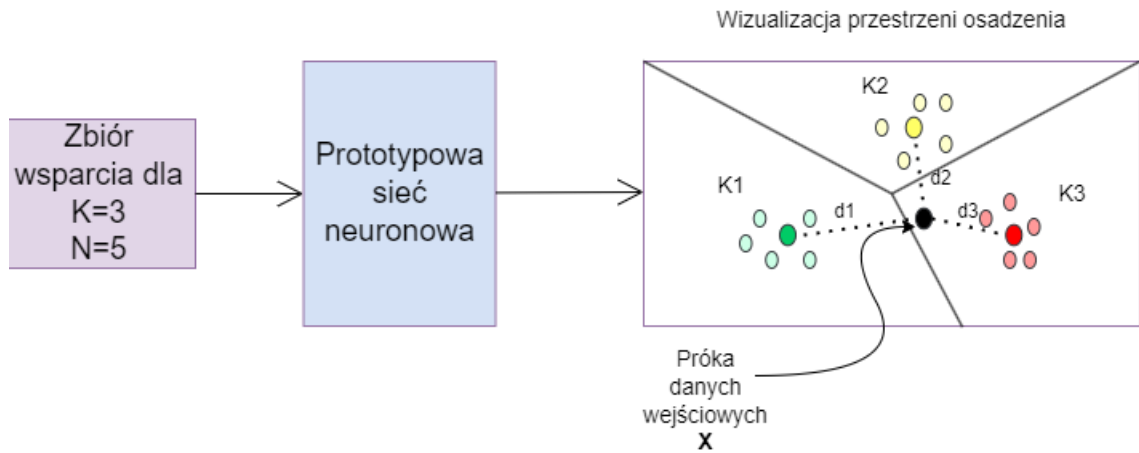 Wizualizacja przestrzeni osadzenia
Zbiór
wsparcia dla
K=3
N=5
Prototypowa
sieć
neuronowa
K2
d2
K1
d1
d3
K3
Próka
danych
wejściowych
X